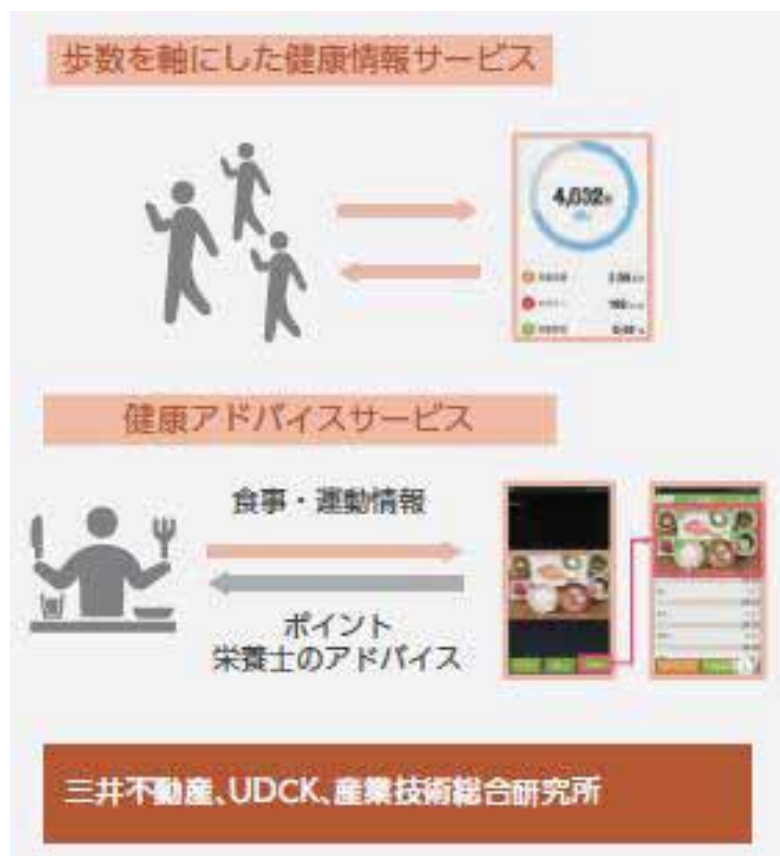 歩数を軸にした健康情報サービス
4,032
健康アドバイスサービス
食事・運動情報
ポイント
栄養士のアドバイス
三井不動産、UDCK、産業技術総合研究所